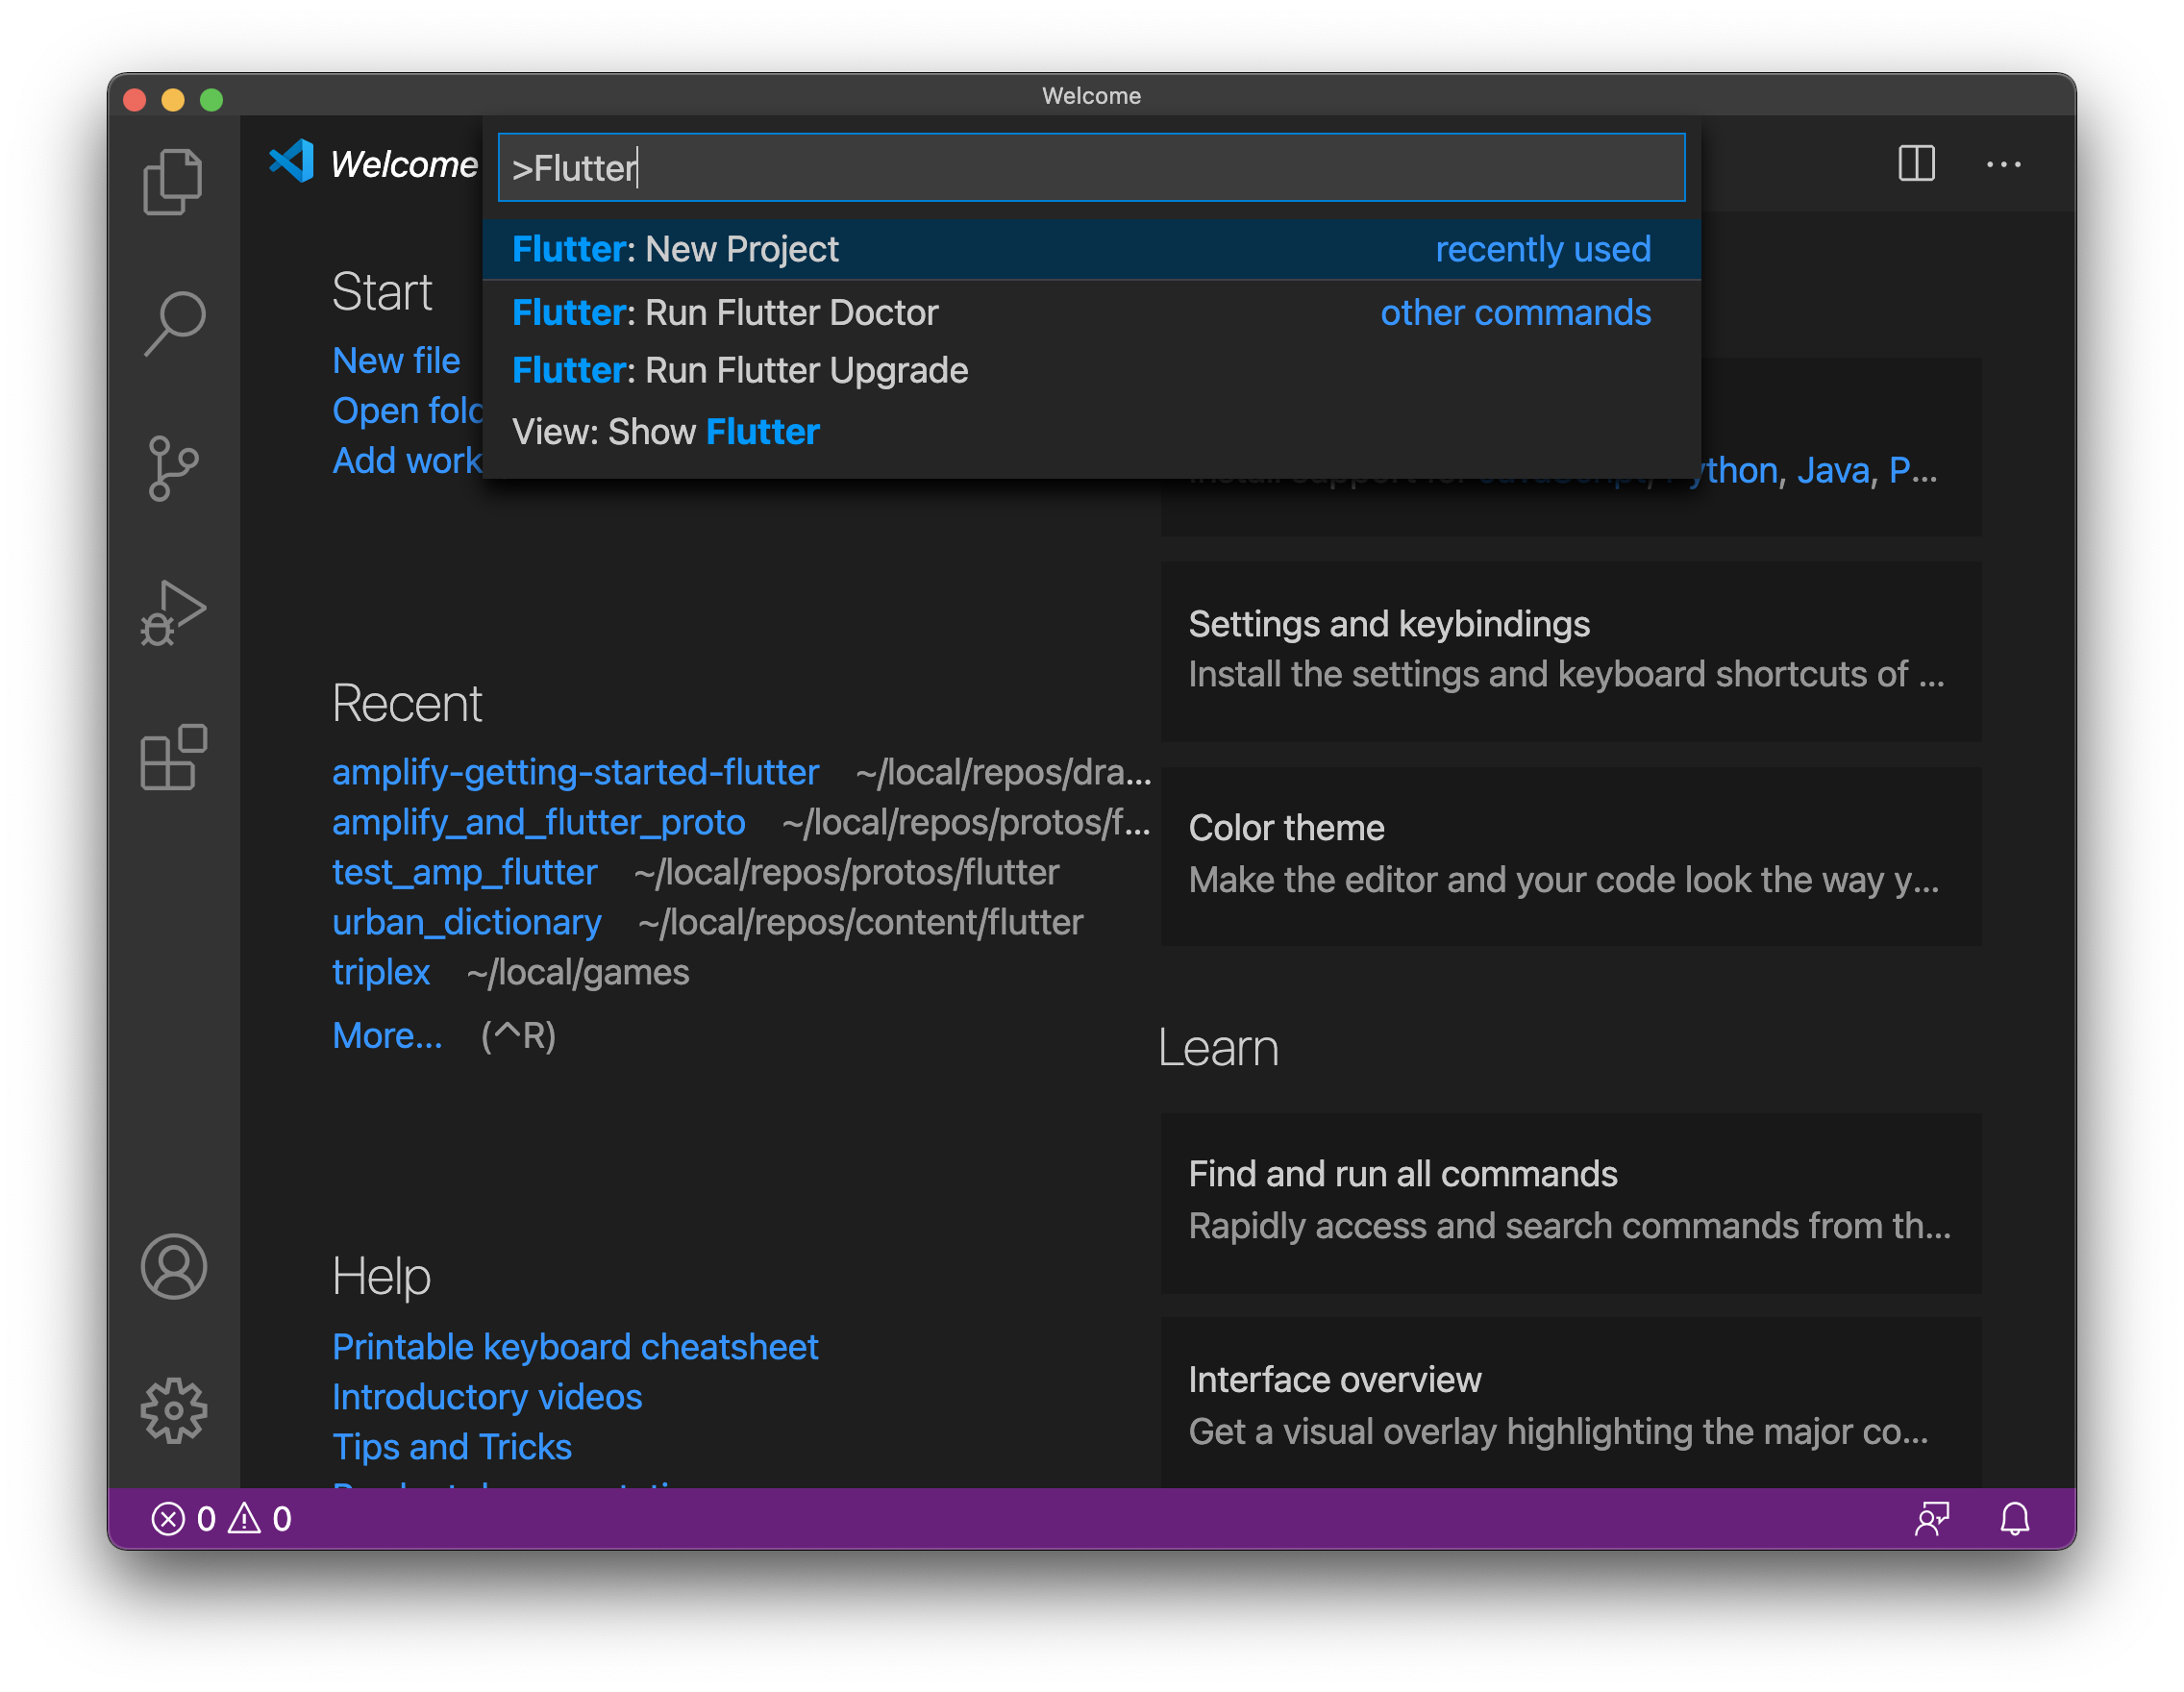 Welcome
Welcome
>Flutter
Flutter: New Project recently used
Flutter: Run Flutter Doctor other commands
Flutter: Run Flutter Upgrade
View: Show Flutter
Start
New file
Open fold
Add work
Recent
amplify-getting-started-flutter ~/local/repos/dra...
amplify_and_flutter_proto ~/local/repos/protos/f...
test_amp_flutter ~/local/repos/protos/flutter
urban_dictionary ~/local/repos/content/flutter
triplex ~/local/games
More... (^R)
Help
Printable keyboard cheatsheet
Introductory videos
Tips and Tricks
ython, Java, P...
Settings and keybindings
Install the settings and keyboard shortcuts of ...
Color theme
Make the editor and your code look the way y...
Learn
Find and run all commands
Rapidly access and search commands from th...
Interface overview
Get a visual overlay highlighting the major co...
0 0